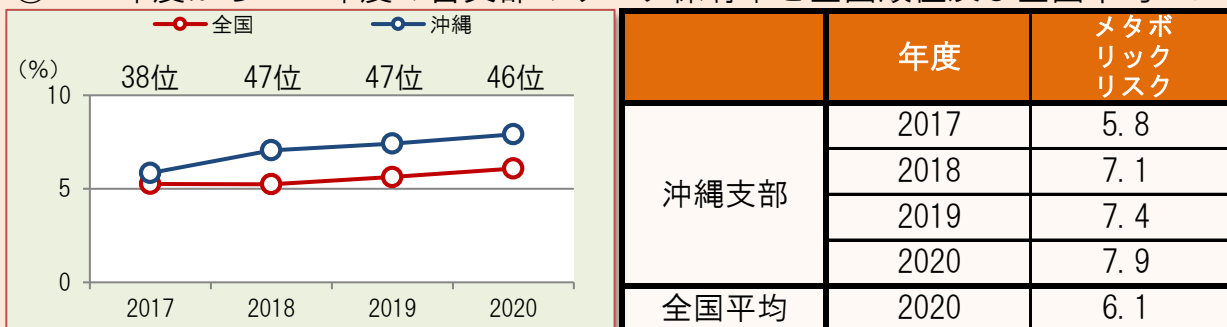 全国 沖縄
(%)
38位 47位 47位 46位
10
5
0
2017 2018 2019 2020
年度 メタボ
リック
リスク
沖縄支部
2017 5.8
2018 7.1
2019 7.4
2020 7.9
全国平均 2020 6.1